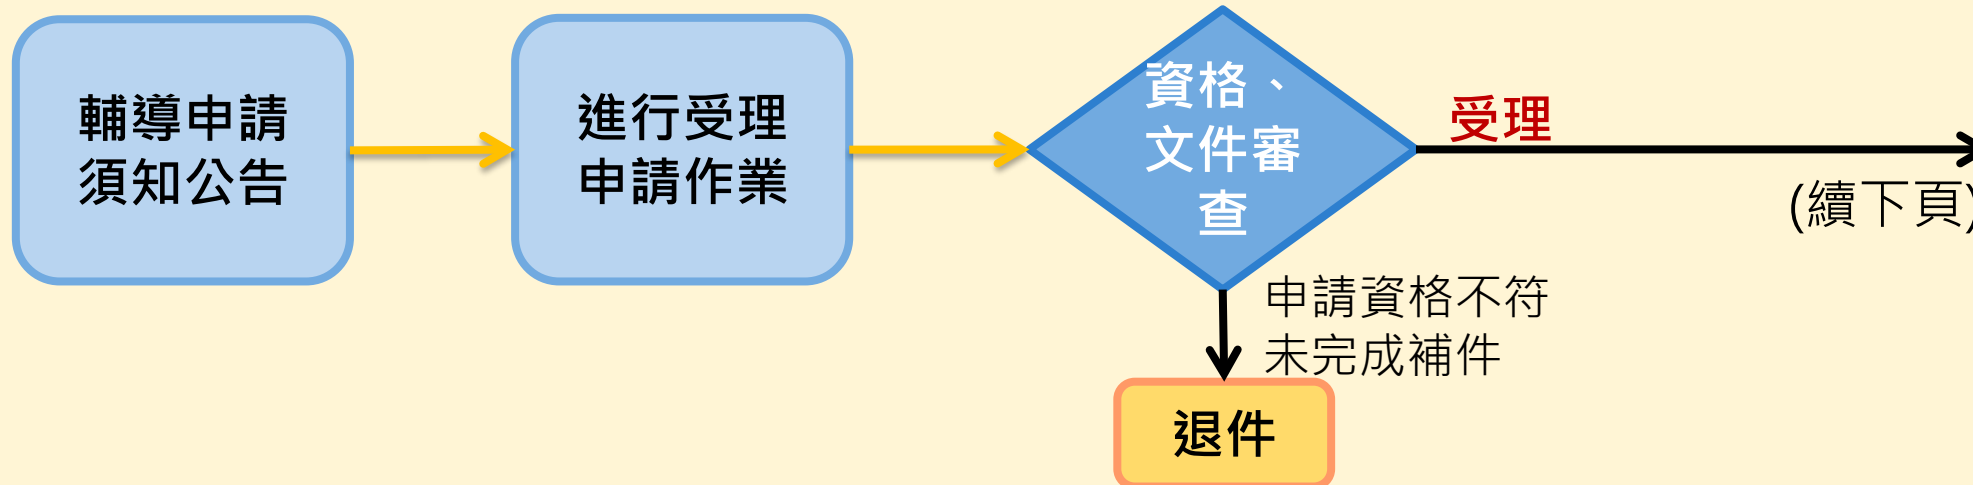 輔導申請
須知公告
進行受理
申請作業
資格、
文件審
查
受理
(續下頁)
申請資格不符
未完成補件
退件